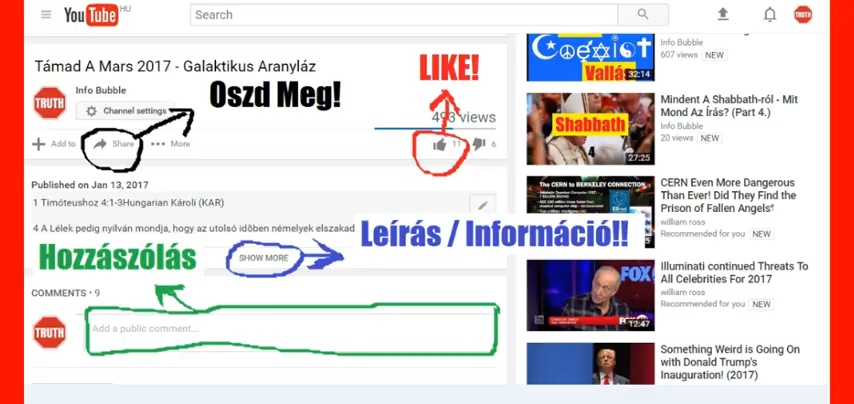 YouTube HU
Search
TRUTH
Támad A Mars 2017 - Galaktikus Aranyláz
TRUTH
Info Bubble
Channel settings
Oszd Meg!
LIKE!
493 views
Add to
Share
More
11
6
Published on Jan 13, 2017
1 Timóteushoz 4:1-3Hungarian Károli (KAR)
4 A Lélek pedig nyilván mondja, hogy az utolsó időben némelyek elszakad
Leírás / Információ!!
Hozzászólás
SHOW MORE
COMMENTS • 9
TRUTH
Add a public comment...
Coexist
Vallás
32:14
Info Bubble
607 views NEW
Shabbath
4
27:25
Mindent A Shabbath-ról - Mit
Mond Az Írás? (Part 4.)
Info Bubble
20 views NEW
The CERN to BERKELEY CONNECTION
CERN Even More Dangerous
Than Ever! Did They Find the
Prison of Fallen Angels
william ross
Recommended for you NEW
FOX
12:47
Illuminati continued Threats To
All Celebrities For 2017
william ross
Recommended for you NEW
Something Weird is Going On
with Donald Trump's
Inauguration! (2017)